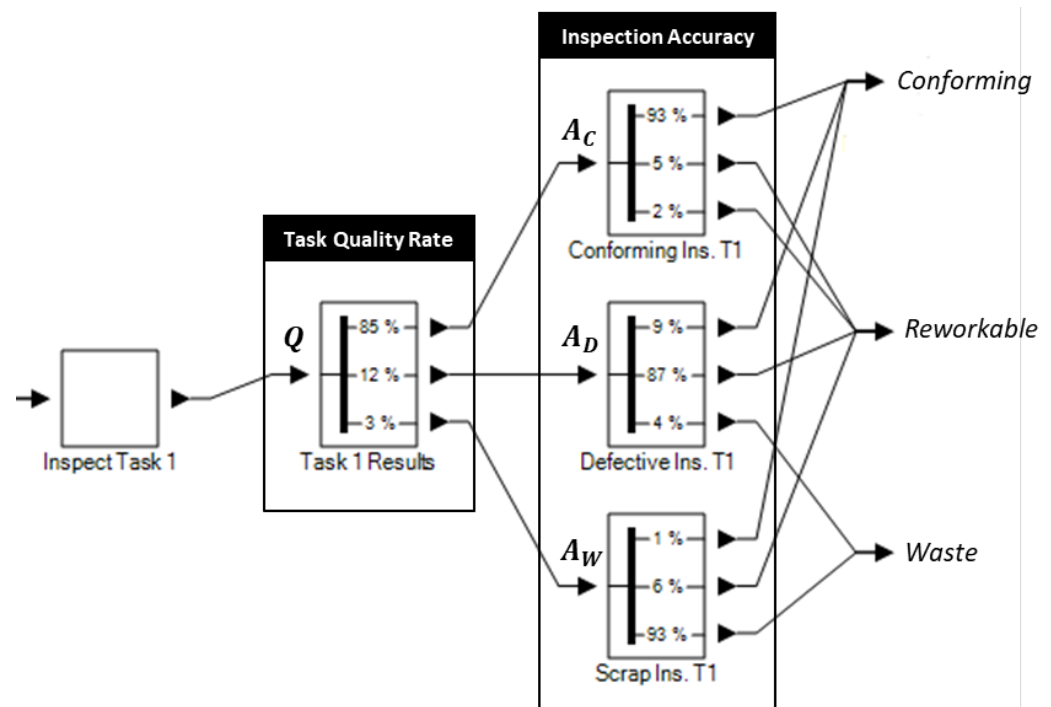 Inspection Accuracy
Conforming
93 %
A_C
5 %
2 %
Conforming Ins. T1
Task Quality Rate
85 %
Q
12 %
3 %
Task 1 Results
Inspect Task 1
9 %
A_D
87 %
4 %
Defective Ins. T1
Reworkable
1 %
A_W
6 %
93 %
Scrap Ins. T1
Waste